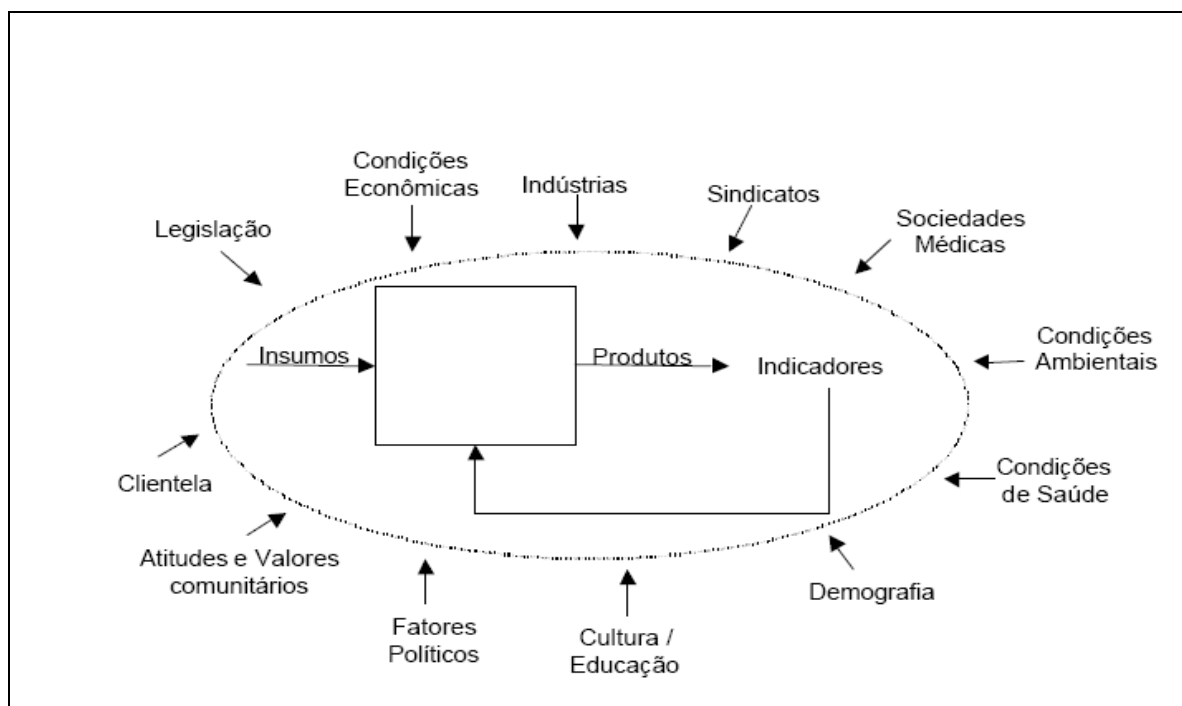 Condições
Econômicas
Indústrias
Sindicatos
Sociedades
Médicas
Legislação
Insumos
Produtos
Indicadores
Condições
Ambientais
Condições
de Saúde
Clientela
Atitudes e Valores
comunitários
Fatores
Políticos
Cultura /
Educação
Demografia